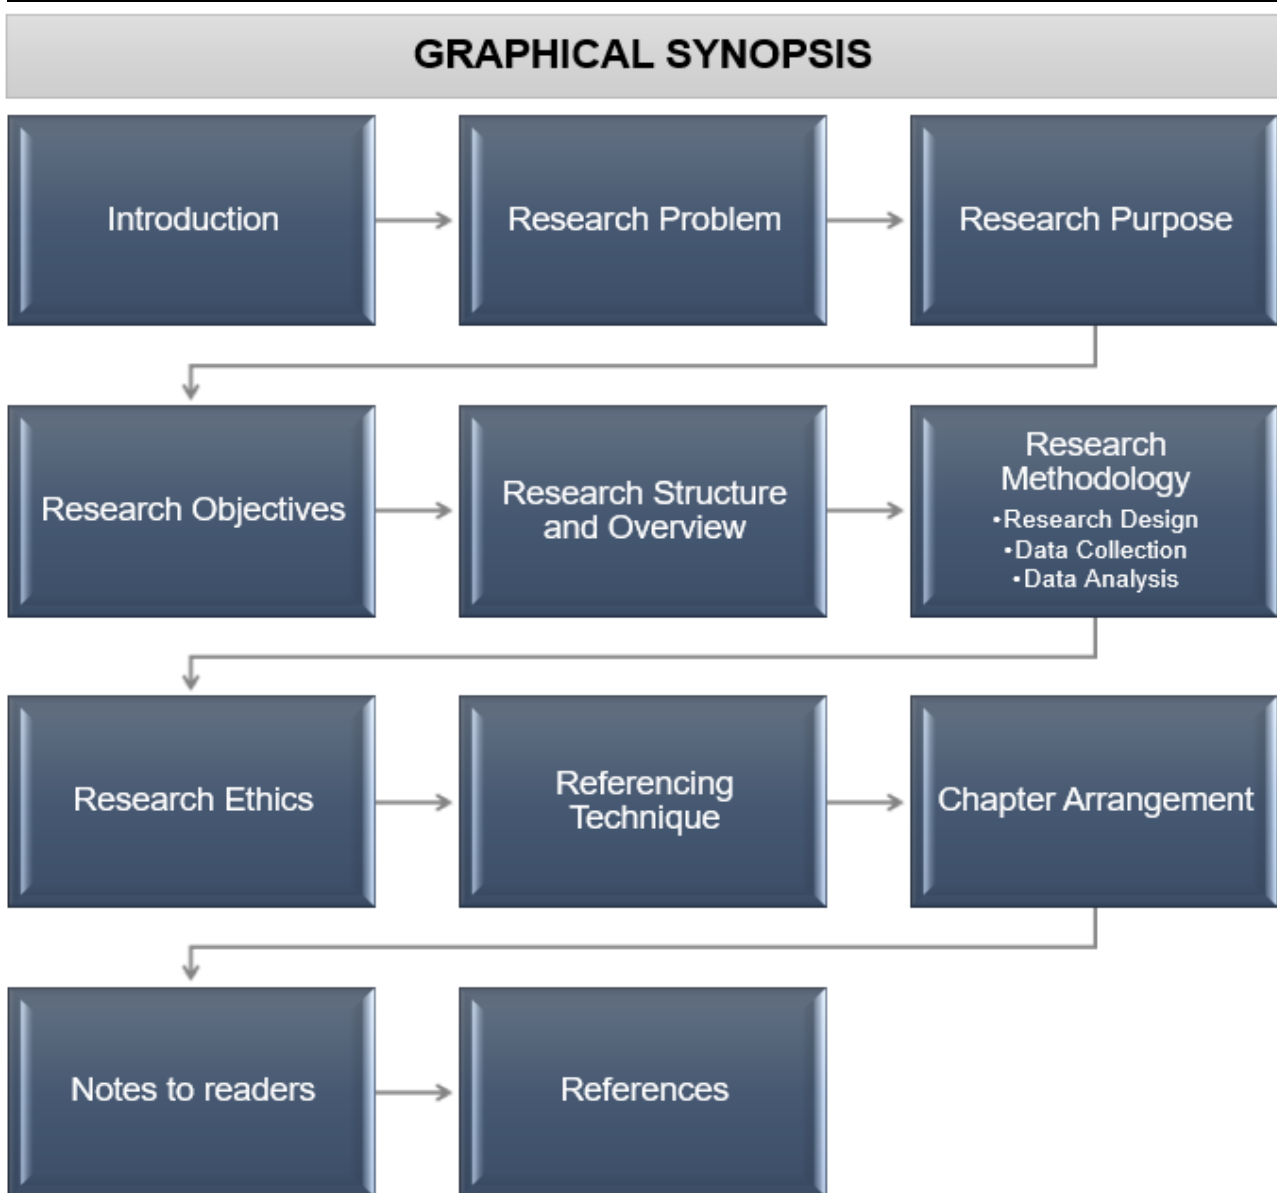 GRAPHICAL SYNOPSIS
Introduction
Research Problem
Research Purpose
Research Objectives
Research Structure
and Overview
Research
Methodology
•Research Design
•Data Collection
•Data Analysis
Research Ethics
Referencing
Technique
Chapter Arrangement
Notes to readers
References